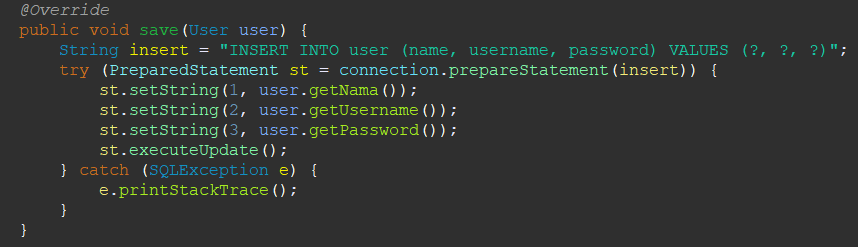 @Override
public void save(User user) {
    String insert = "INSERT INTO user (name, username, password) VALUES (?, ?, ?)";
    try (PreparedStatement st = connection.prepareStatement(insert)) {
        st.setString(1, user.getNama());
        st.setString(2, user.getUsername());
        st.setString(3, user.getPassword());
        st.executeUpdate();
    } catch (SQLException e) {
        e.printStackTrace();
    }
}